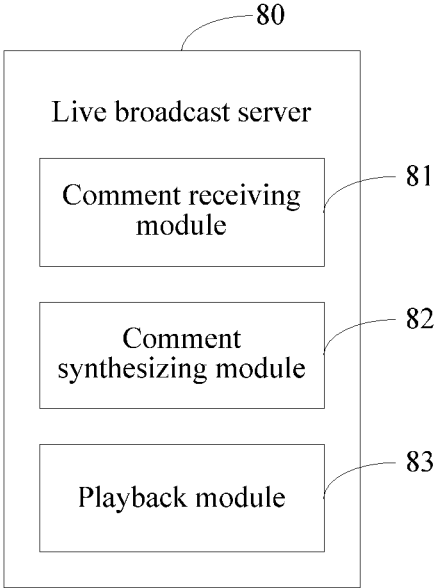 80
Live broadcast server
Comment receiving
module
81
Comment
synthesizing module
82
Playback module
83